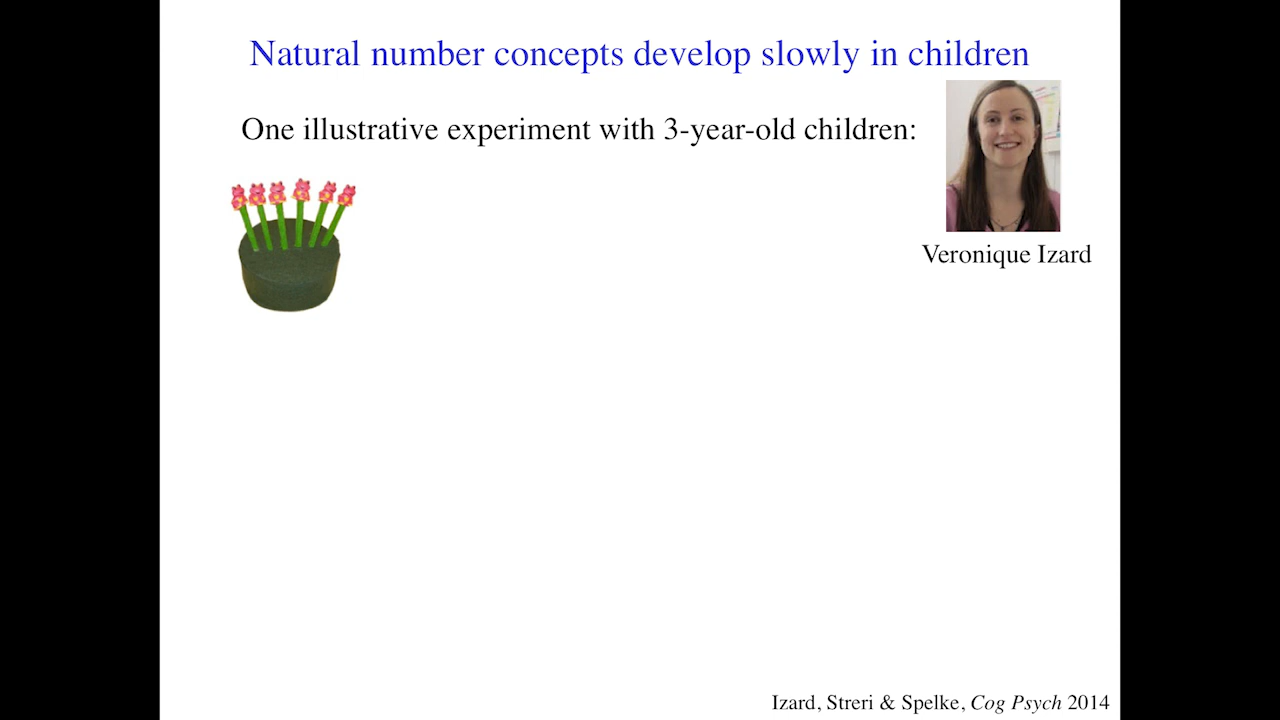 Natural number concepts develop slowly in children
One illustrative experiment with 3-year-old children:
Veronique Izard
Izard, Streri & Spelke, Cog Psych 2014